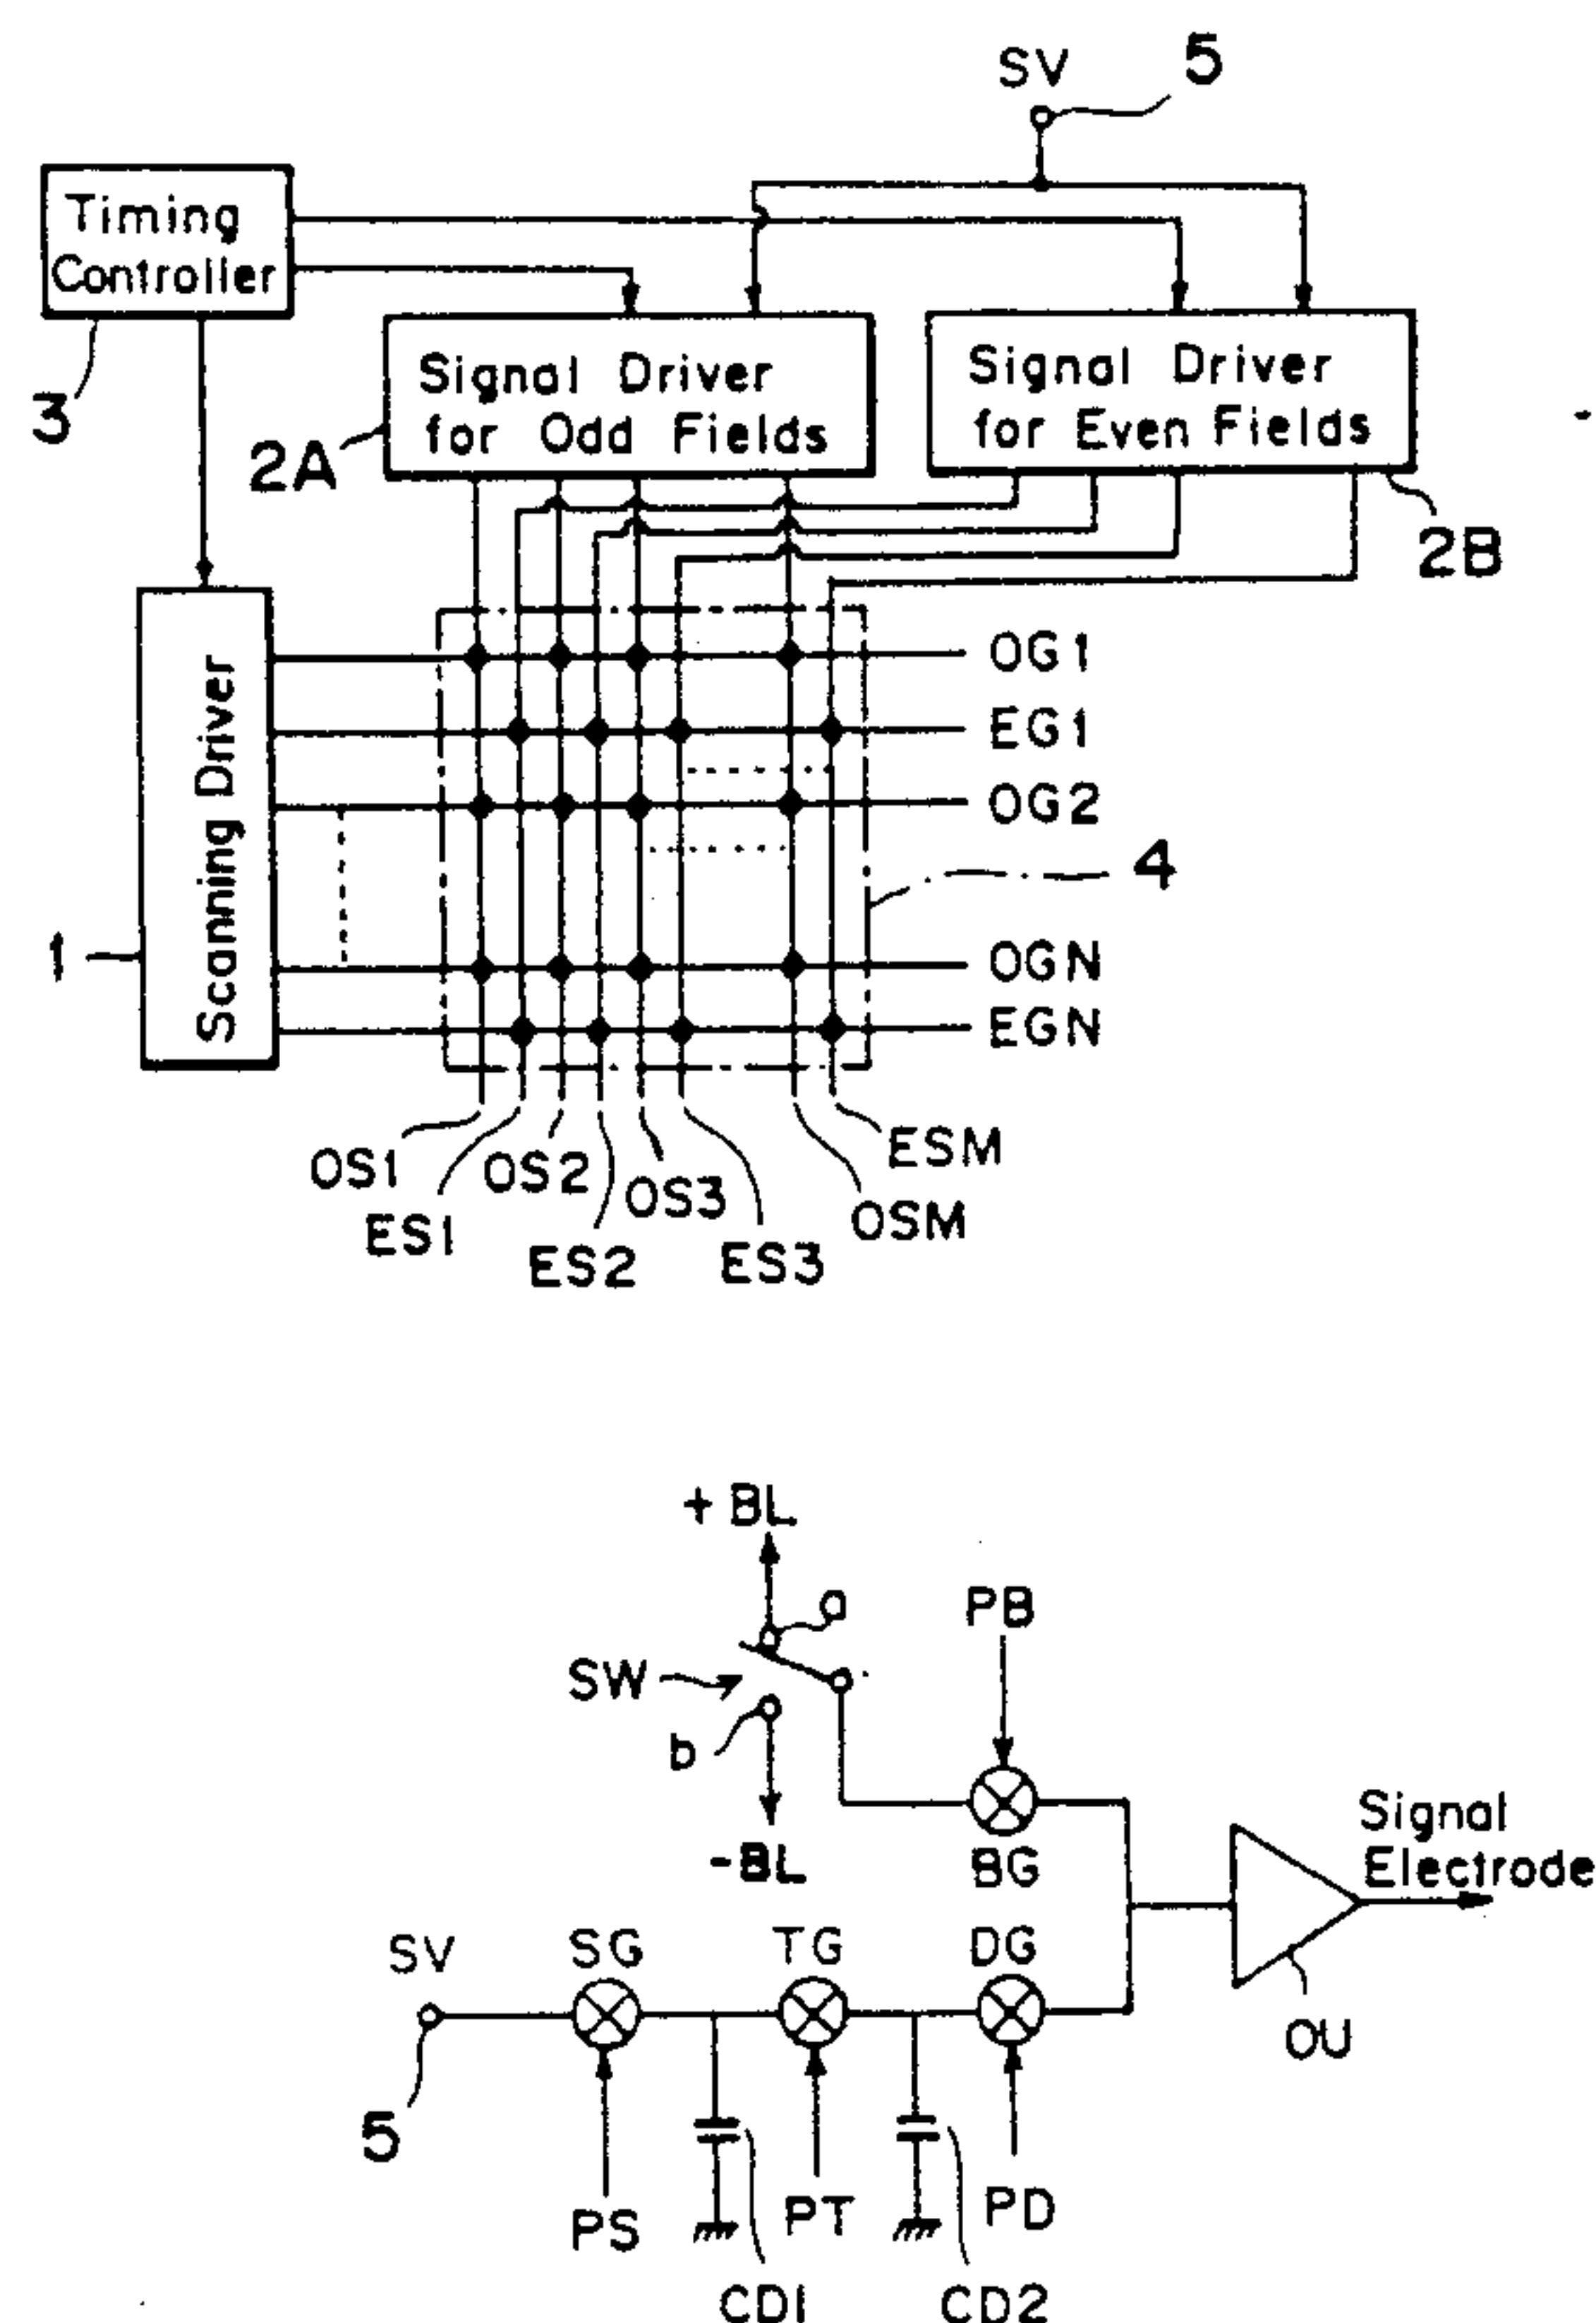 SV 5
Timing
Controller
3
Signal Driver
for Odd Fields
2A
Signal Driver
for Even Fields
2B
Scanning Driver
1
OG1
EG1
OG2
4
OGN
EGN
OS1
ES1
OS2
ES2
OS3
ES3
OSM
ESM
+BL
a
PB
SW
b
-BL
BG
Signal
Electrode
SV
SG
TG
DG
OU
5
PS
PT
PD
CD1
CD2